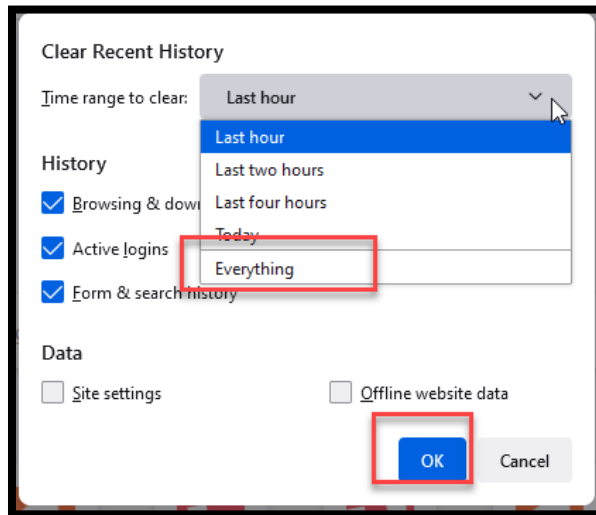 Clear Recent History
Time range to clear: Last hour
Last hour
Last two hours
Last four hours
Today
Everything
History
Browsing & dow
Active logins
Form & search history
Data
Site settings
Offline website data
OK Cancel